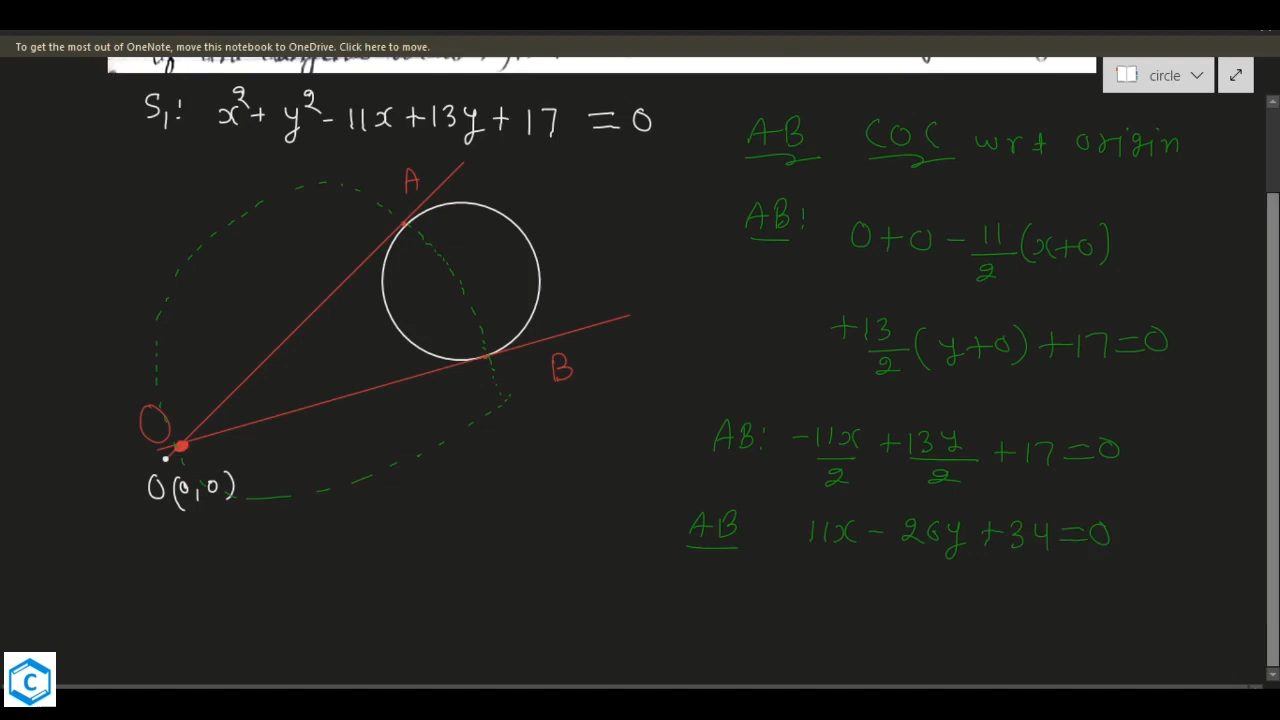 To get the most out of OneNote, move this notebook to OneDrive. Click here to move.
circle
S₁: x² + y² - 11x + 13y + 17 = 0
A
B
O
O(0,0)
AB COC wrt origin
AB: 0 + 0 - 11/2 (x+0)
+13/2 (y+0) + 17 = 0
AB: -11x/2 + 13y/2 + 17 = 0
AB 11x - 26y + 34 = 0
C